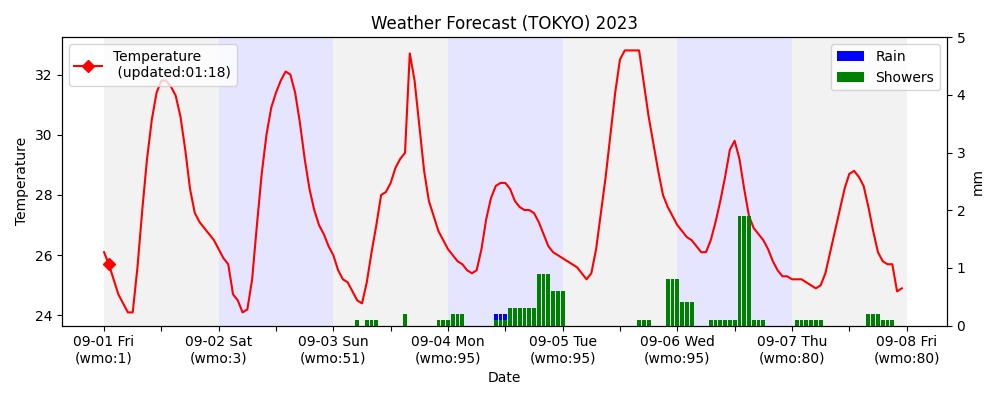 Weather Forecast (TOKYO) 2023
Temperature
(updated:01:18)
Rain
Showers
Temperature
32
30
28
26
24
5
4
3
2
1
0
mm
09-01 Fri
(wmo:1)
09-02 Sat
(wmo:3)
09-03 Sun
(wmo:51)
09-04 Mon
(wmo:95)
09-05 Tue
(wmo:95)
09-06 Wed
(wmo:95)
09-07 Thu
(wmo:80)
09-08 Fri
(wmo:80)
Date